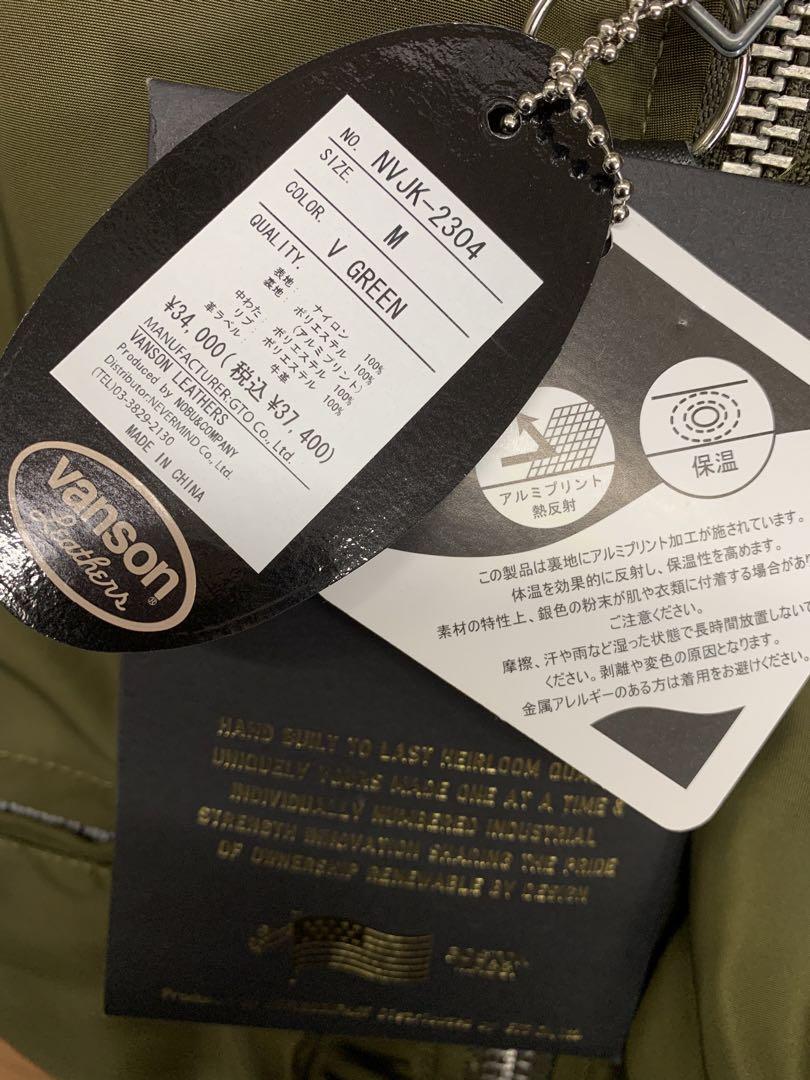 NO. NVJK-2304
SIZE. M
COLOR. V GREEN
QUALITY.
表地: ナイロン 100%
裏地: ポリエステル 100%
(アルミプリント)
中わた: ポリエステル 100%
リブ: ポリエステル 100%
革ラベル: 牛革
¥34,000(税込¥37,400)
MANUFACTURER:GTO Co., Ltd.
VANSON LEATHERS
Produced by NOBU&COMPANY
Distributor:NEVERMIND Co., Ltd.
(TEL)03-3829-2130
MADE IN CHINA
vanson
Leathers®
アルミプリント
熱反射
保温
この製品は裏地にアルミプリント加工が施されています。
体温を効果的に反射し、保温性を高めます。
素材の特性上、銀色の粉末が肌や衣類に付着する場合があ
ご注意ください。
摩擦、汗や雨など湿った状態で長時間放置しないで
ください。剥離や変色の原因となります。
金属アレルギーのある方は着用をお避けください。
HAND BUILT TO LAST HEIRLOOM QUA
UNIQUELY YOURS MADE ONE AT A TIME &
INDIVIDUALLY NUMBERED INDUSTRIAL
STRENGTH INNOVATION SHARING THE PRIDE
OF OWNERSHIP RENEWABLE BY DESIGN